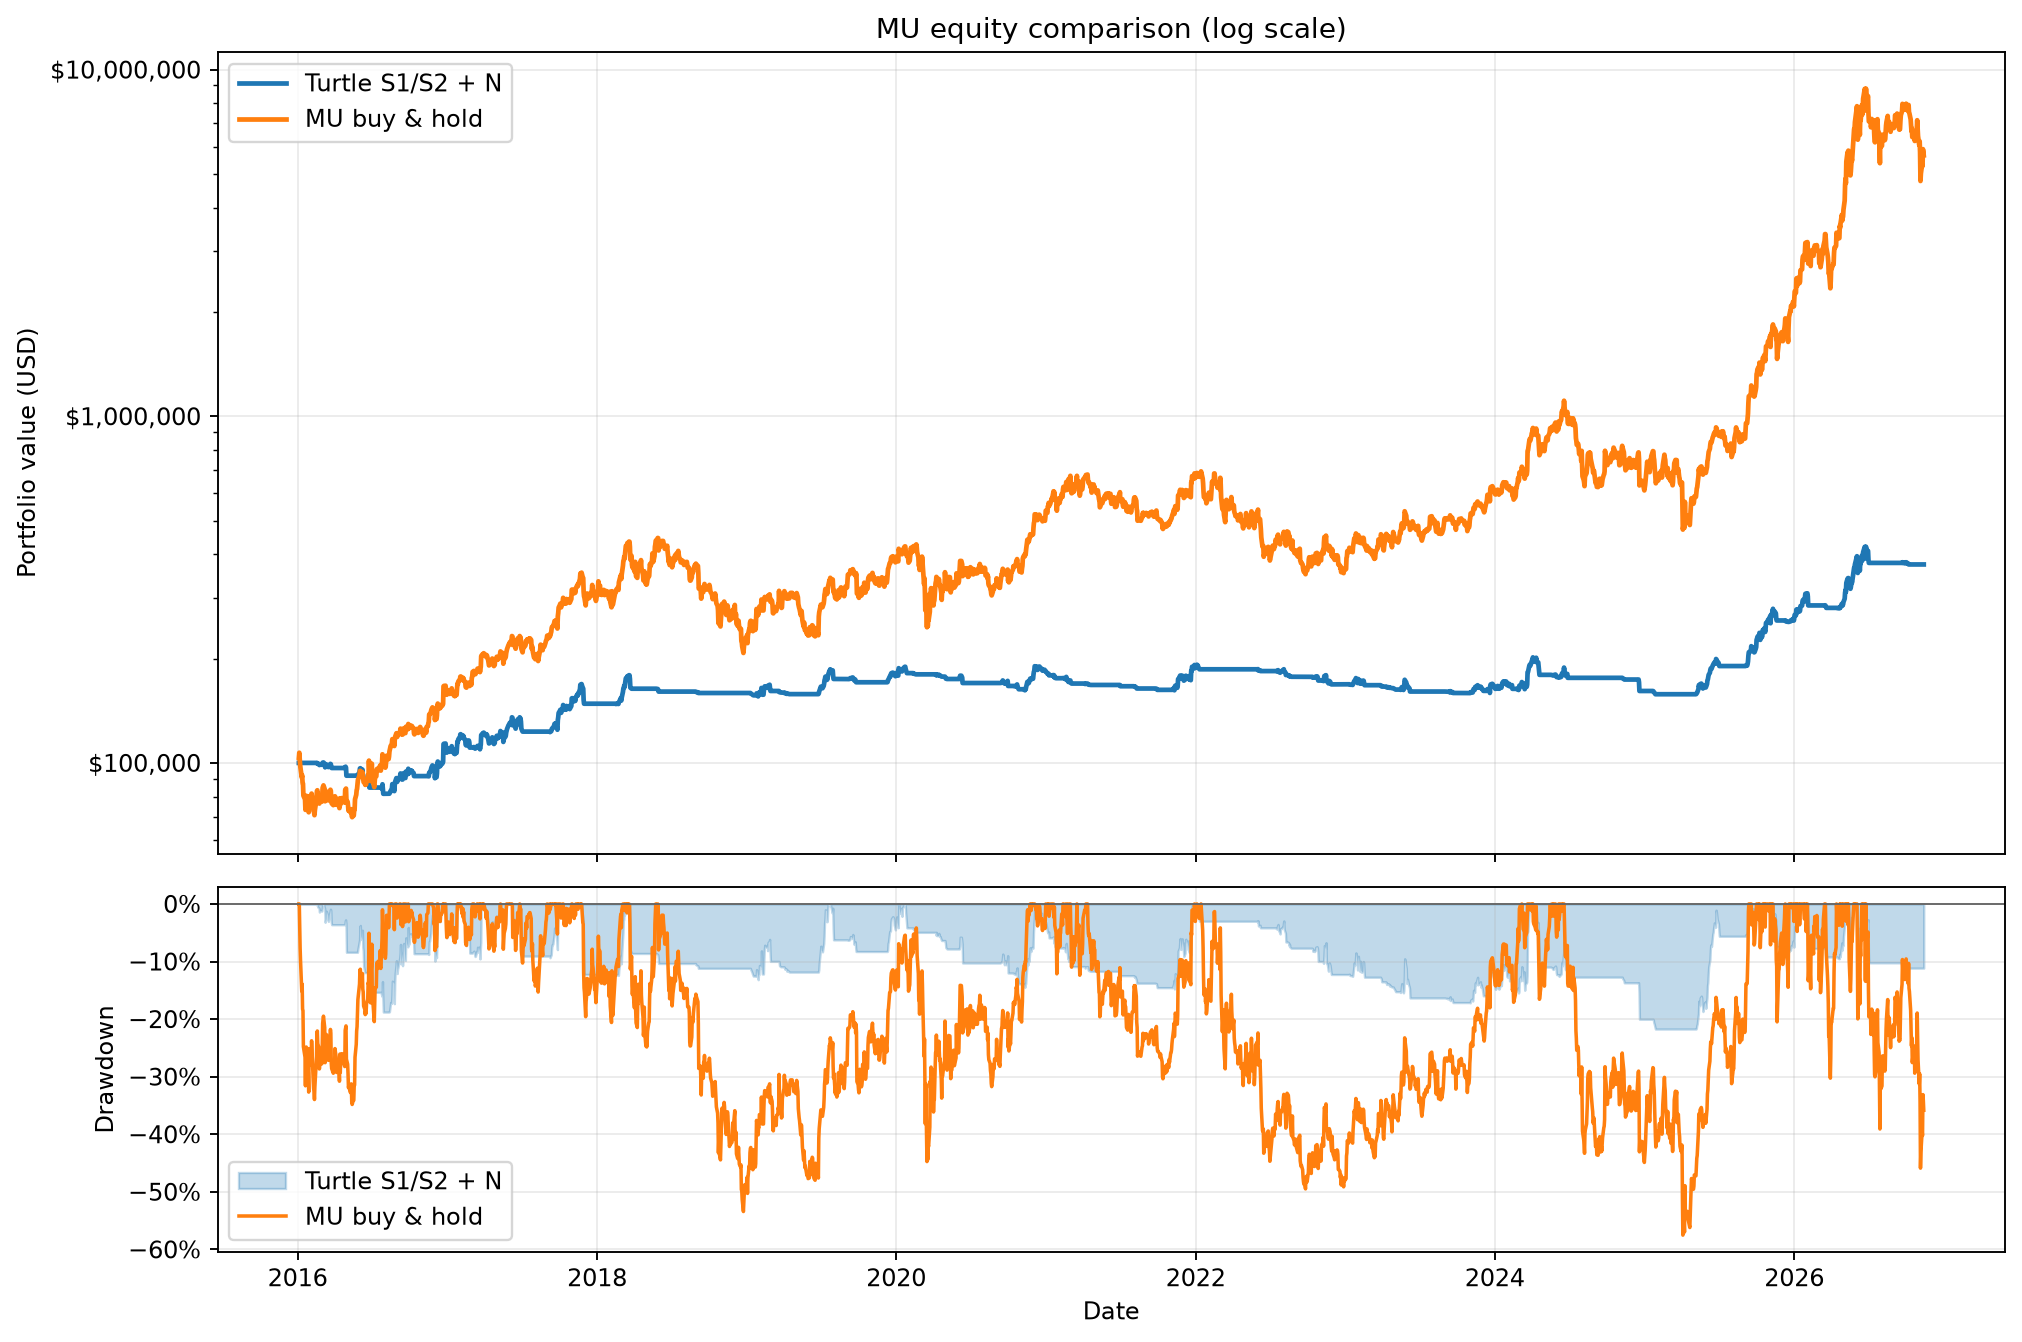 MU equity comparison (log scale)
$10,000,000
$1,000,000
$100,000
Portfolio value (USD)
Turtle S1/S2 + N
MU buy & hold
0%
−10%
−20%
−30%
−40%
−50%
−60%
Drawdown
Turtle S1/S2 + N
MU buy & hold
2016
2018
2020
2022
2024
2026
Date